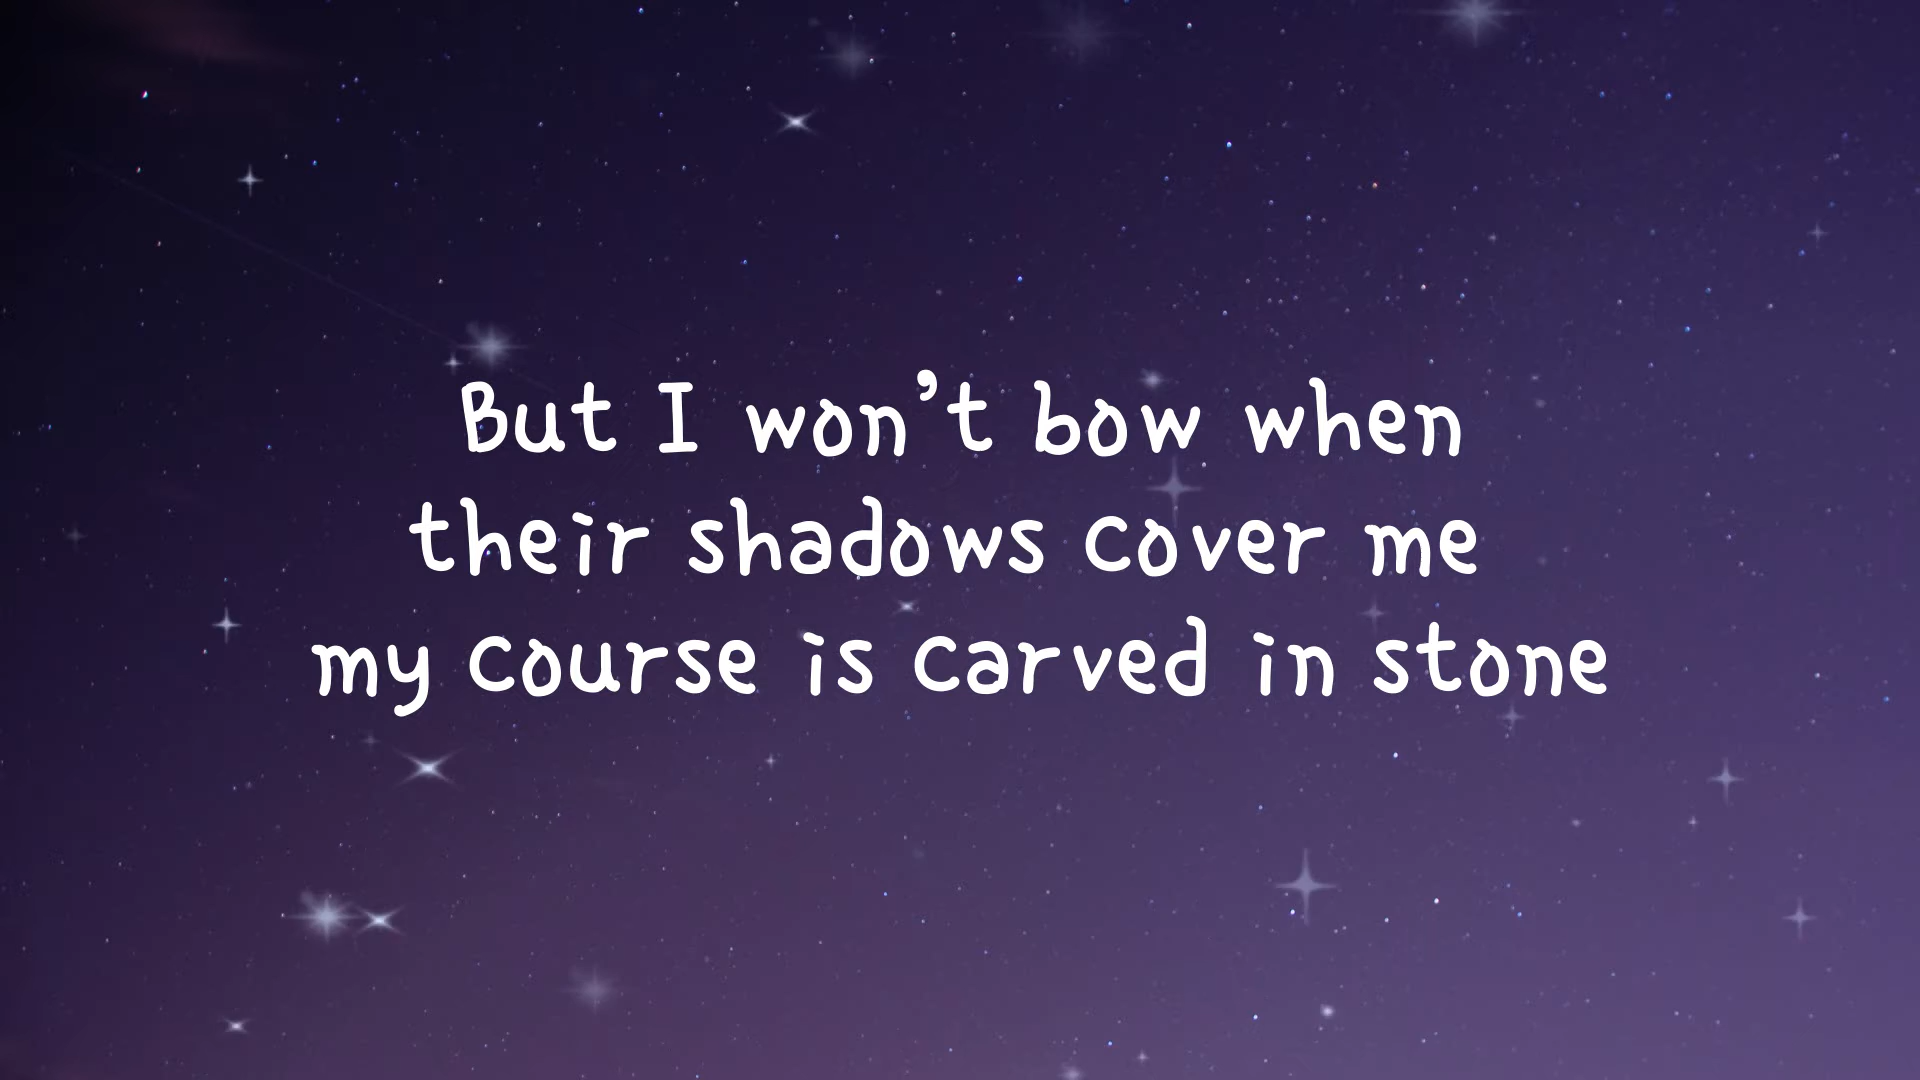 But I won't bow when
their shadows cover me
my course is carved in stone